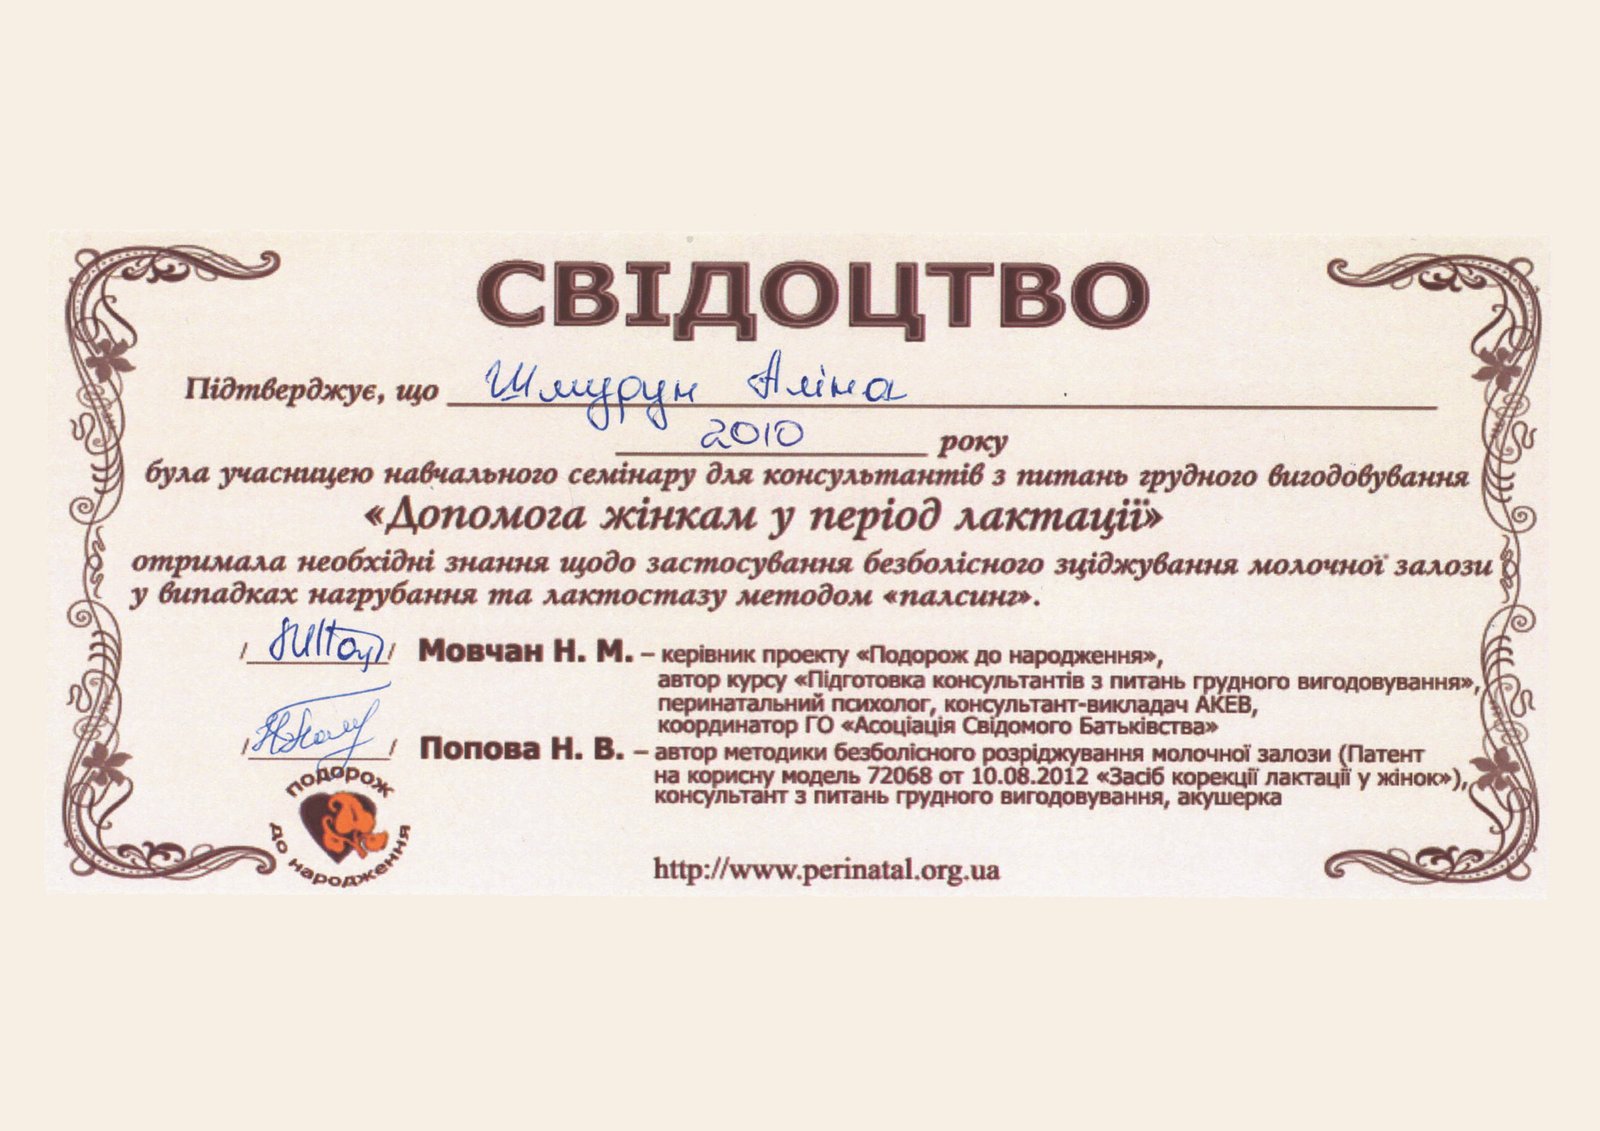 СВІДОЦТВО
Підтверджує, що Шмурун Аліна
2010 року
була учасницею навчального семінару для консультантів з питань грудного вигодовування
«Допомога жінкам у період лактації»
отримала необхідні знання щодо застосування безболісного зціджування молочної залози
у випадках нагрубання та лактостазу методом «палсинг».
/ / Мовчан Н. М. – керівник проекту «Подорож до народження»,
автор курсу «Підготовка консультантів з питань грудного вигодовування»,
перинатальний психолог, консультант-викладач АКЕВ,
координатор ГО «Асоціація Свідомого Батьківства»
/ / Попова Н. В. – автор методики безболісного розріджування молочної залози (Патент
на корисну модель 72068 от 10.08.2012 «Засіб корекції лактації у жінок»),
консультант з питань грудного вигодовування, акушерка
подорож
до народження
http://www.perinatal.org.ua